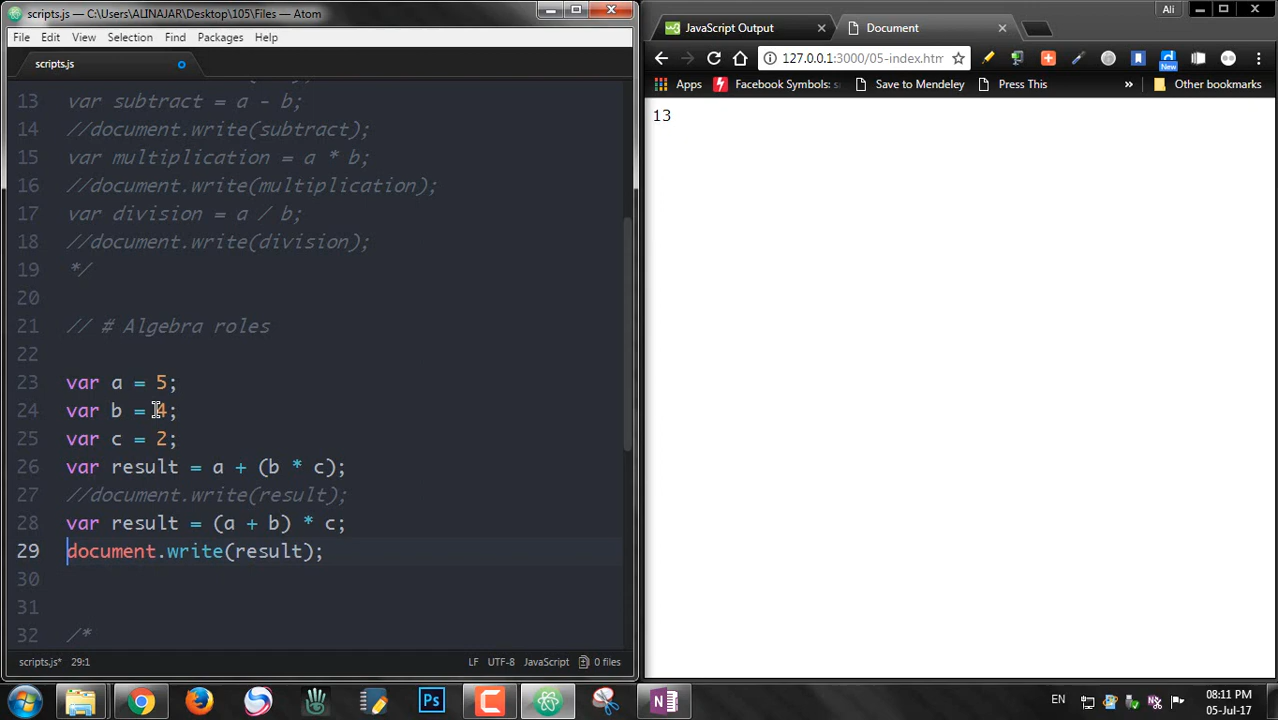 scripts.js — C:\Users\ALINAJAR\Desktop\105\Files — Atom
File Edit View Selection Find Packages Help
scripts.js
13 var subtract = a - b;
14 //document.write(subtract);
15 var multiplication = a * b;
16 //document.write(multiplication);
17 var division = a / b;
18 //document.write(division);
19 */
20
21 // # Algebra roles
22
23 var a = 5;
24 var b = 4;
25 var c = 2;
26 var result = a + (b * c);
27 //document.write(result);
28 var result = (a + b) * c;
29 document.write(result);
30
31
32 /*
scripts.js* 29:1 LF UTF-8 JavaScript 0 files
Ali
JavaScript Output Document
127.0.0.1:3000/05-index.htm
New
Apps Facebook Symbols: Save to Mendeley Press This » Other bookmarks
13
Ps
EN 08:11 PM
05-Jul-17